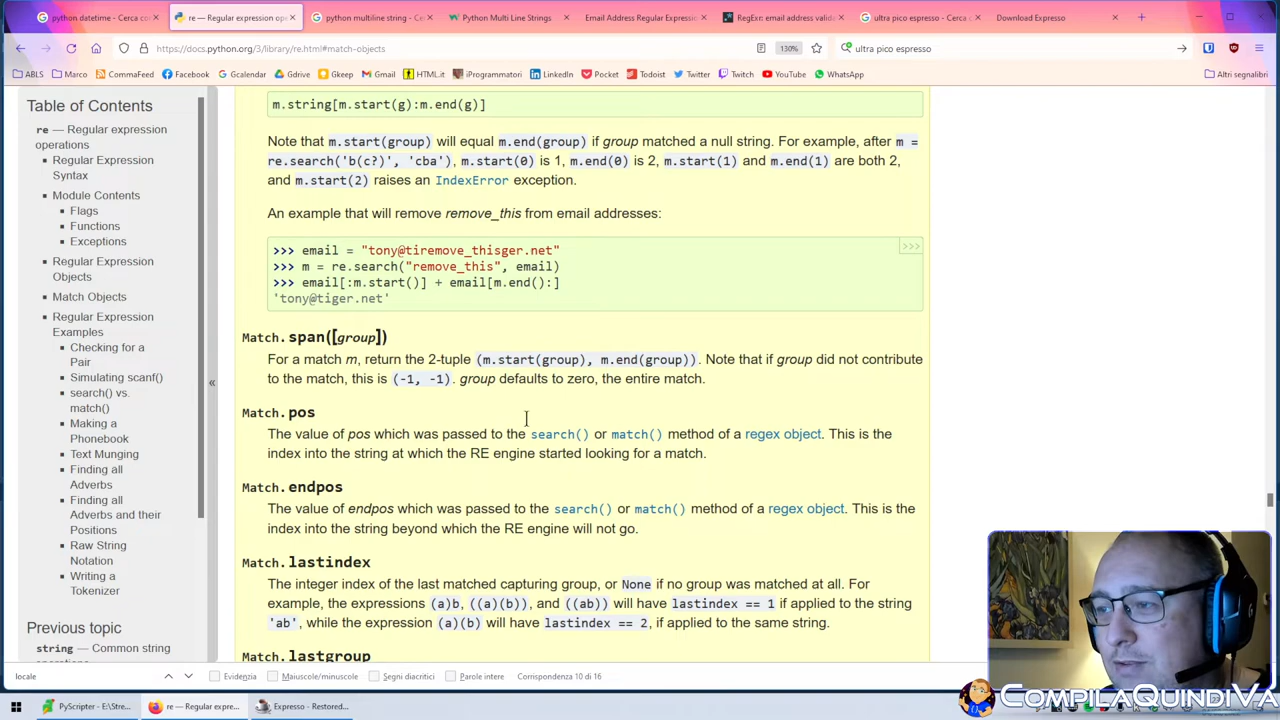 python datetime - Cerca co
re — Regular expression ope
python multiline string - Cerc
Python Multi Line Strings
Email Address Regular Expressi
RegExr: email address valida
ultra pico espresso - Cerca
Download Expresso
https://docs.python.org/3/library/re.html#match-objects
130%
ultra pico espresso
ABLS
Marco
CommaFeed
Facebook
Gcalendar
Gdrive
Gkeep
Gmail
HTML.it
iProgrammatori
LinkedIn
Pocket
Todoist
Twitter
Twitch
YouTube
WhatsApp
Altri segnalibri
Table of Contents
re — Regular expression
operations
Regular Expression
Syntax
Module Contents
Flags
Functions
Exceptions
Regular Expression
Objects
Match Objects
Regular Expression
Examples
Checking for a
Pair
Simulating scanf()
search() vs.
match()
Making a
Phonebook
Text Munging
Finding all
Adverbs
Finding all
Adverbs and their
Positions
Raw String
Notation
Writing a
Tokenizer
Previous topic
string — Common string
«
m.string[m.start(g):m.end(g)]
Note that m.start(group) will equal m.end(group) if group matched a null string. For example, after m =
re.search('b(c?)', 'cba'), m.start(0) is 1, m.end(0) is 2, m.start(1) and m.end(1) are both 2,
and m.start(2) raises an IndexError exception.
An example that will remove remove_this from email addresses:
>>>
>>> email = "tony@tiremove_thisger.net"
>>> m = re.search("remove_this", email)
>>> email[:m.start()] + email[m.end():]
'tony@tiger.net'
Match.span([group])
For a match m, return the 2-tuple (m.start(group), m.end(group)). Note that if group did not contribute
to the match, this is (-1, -1). group defaults to zero, the entire match.
Match.pos
The value of pos which was passed to the search() or match() method of a regex object. This is the
index into the string at which the RE engine started looking for a match.
Match.endpos
The value of endpos which was passed to the search() or match() method of a regex object. This is the
index into the string beyond which the RE engine will not go.
Match.lastindex
The integer index of the last matched capturing group, or None if no group was matched at all. For
example, the expressions (a)b, ((a)(b)), and ((ab)) will have lastindex == 1 if applied to the string
'ab', while the expression (a)(b) will have lastindex == 2, if applied to the same string.
Match.lastgroup
locale
Evidenzia
Maiuscole/minuscole
Segni diacritici
Parole intere
Corrispondenza 10 di 16
PyScripter - E:\Stre...
re — Regular expre...
Expresso - Restored...
COMPILAQUINDIVA